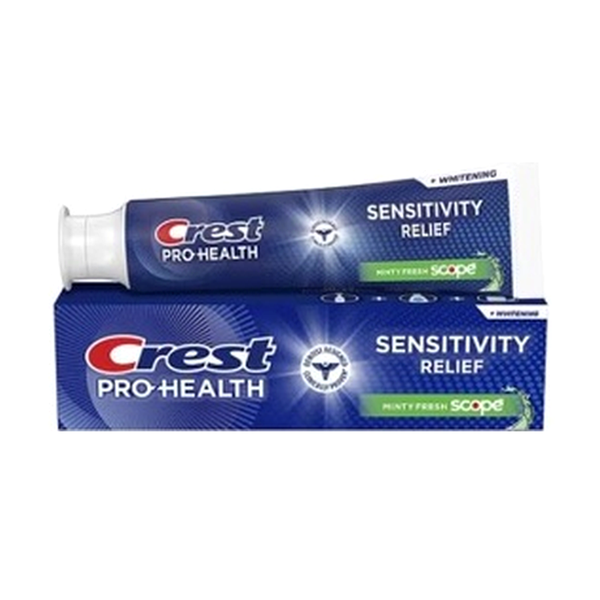 + WHITENING
Crest
PRO-HEALTH
SENSITIVITY
RELIEF
MINTY FRESH scope
+ WHITENING
Crest
PRO-HEALTH
SENSITIVITY
RELIEF
MINTY FRESH scope